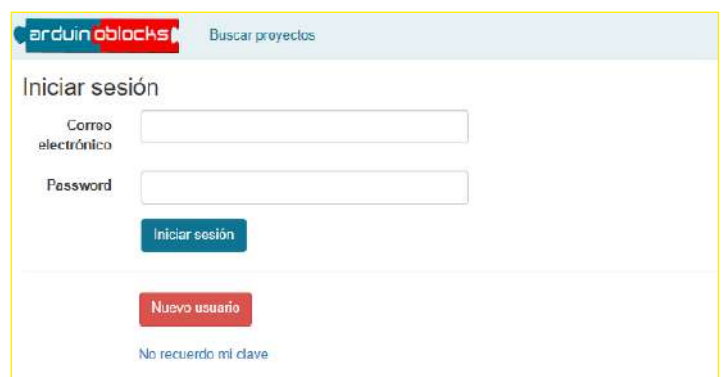 arduinoblocks
Buscar proyectos
Iniciar sesión
Correo
electrónico
Password
Iniciar sesión
Nuevo usuario
No recuerdo mi clave